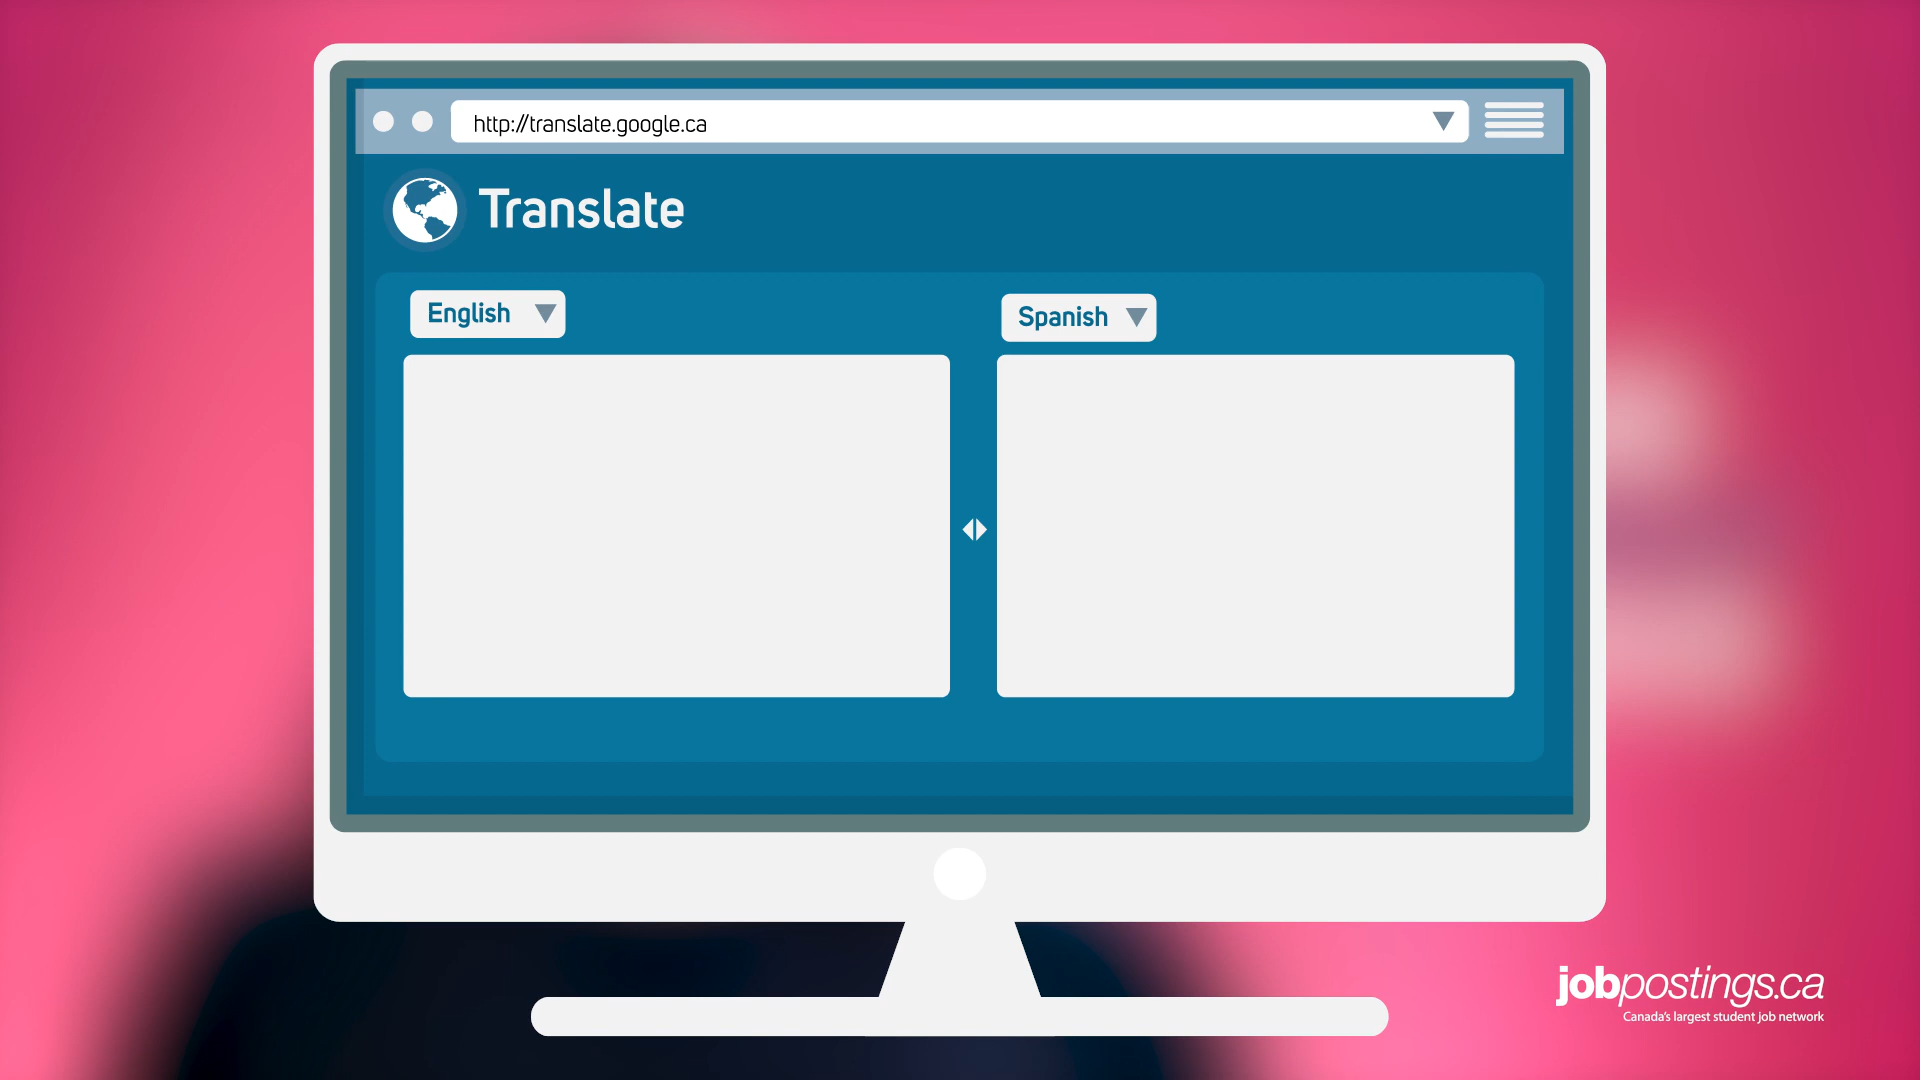 http://translate.google.ca
Translate
English
Spanish
jobpostings.ca
Canada's largest student job network